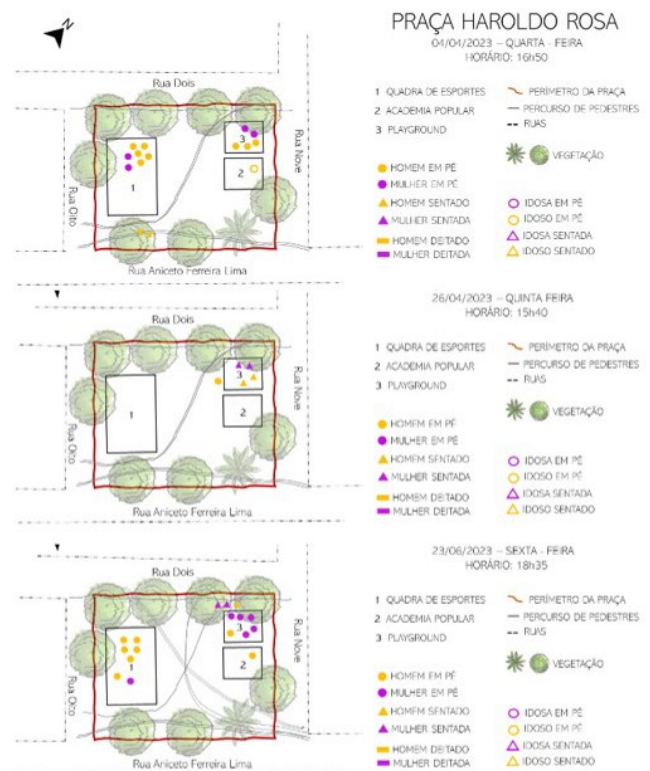 PRAÇA HAROLDO ROSA
04/04/2023 – QUARTA - FEIRA
HORÁRIO: 16h50
Rua Dois
Rua Nove
Rua Oito
Rua Aniceto Ferreira Lima
1
2
3
1 QUADRA DE ESPORTES
2 ACADEMIA POPULAR
3 PLAYGROUND
PERÍMETRO DA PRAÇA
PERCURSO DE PEDESTRES
RUAS
VEGETAÇÃO
HOMEM EM PÉ
MULHER EM PÉ
HOMEM SENTADO
MULHER SENTADA
HOMEM DEITADO
MULHER DEITADA
IDOSA EM PÉ
IDOSO EM PÉ
IDOSA SENTADA
IDOSO SENTADO
26/04/2023 – QUINTA FEIRA
HORÁRIO: 15h40
Rua Dois
Rua Nove
Rua Oito
Rua Aniceto Ferreira Lima
1
2
3
1 QUADRA DE ESPORTES
2 ACADEMIA POPULAR
3 PLAYGROUND
PERÍMETRO DA PRAÇA
PERCURSO DE PEDESTRES
RUAS
VEGETAÇÃO
HOMEM EM PÉ
MULHER EM PÉ
HOMEM SENTADO
MULHER SENTADA
HOMEM DEITADO
MULHER DEITADA
IDOSA EM PÉ
IDOSO EM PÉ
IDOSA SENTADA
IDOSO SENTADO
23/06/2023 – SEXTA - FEIRA
HORÁRIO: 18h35
Rua Dois
Rua Nove
Rua Oito
Rua Aniceto Ferreira Lima
1
2
3
1 QUADRA DE ESPORTES
2 ACADEMIA POPULAR
3 PLAYGROUND
PERÍMETRO DA PRAÇA
PERCURSO DE PEDESTRES
RUAS
VEGETAÇÃO
HOMEM EM PÉ
MULHER EM PÉ
HOMEM SENTADO
MULHER SENTADA
HOMEM DEITADO
MULHER DEITADA
IDOSA EM PÉ
IDOSO EM PÉ
IDOSA SENTADA
IDOSO SENTADO